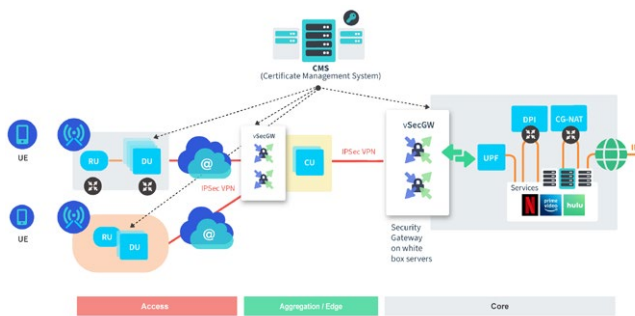 CMS
(Certificate Management System)
vSecGW
vSecGW
DPI
CG-NAT
UE
RU
DU
@
IPSec VPN
CU
IPSec VPN
UPF
Services
N
prime video
hulu
UE
RU
DU
@
Security
Gateway
on white
box servers
Access
Aggregation / Edge
Core